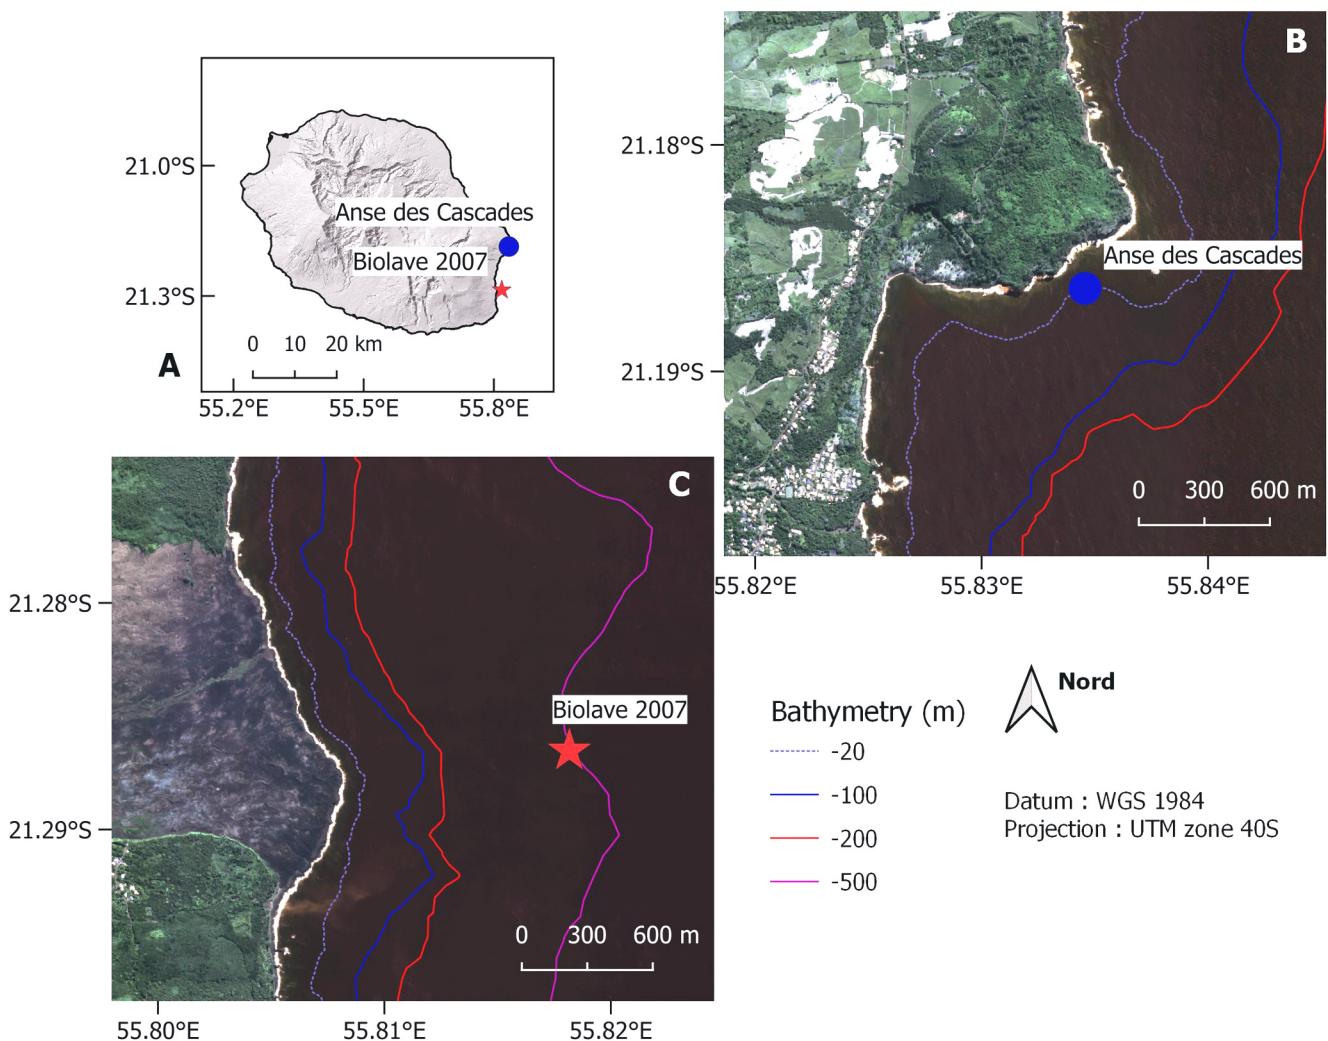 21.0°S
Anse des Cascades
Biolave 2007
21.3°S
0 10 20 km
A
55.2°E 55.5°E 55.8°E
B
21.18°S
Anse des Cascades
21.19°S
0 300 600 m
55.82°E 55.83°E 55.84°E
C
21.28°S
Biolave 2007
21.29°S
0 300 600 m
55.80°E 55.81°E 55.82°E
Nord
Bathymetry (m)
-20
-100
-200
-500
Datum : WGS 1984
Projection : UTM zone 40S